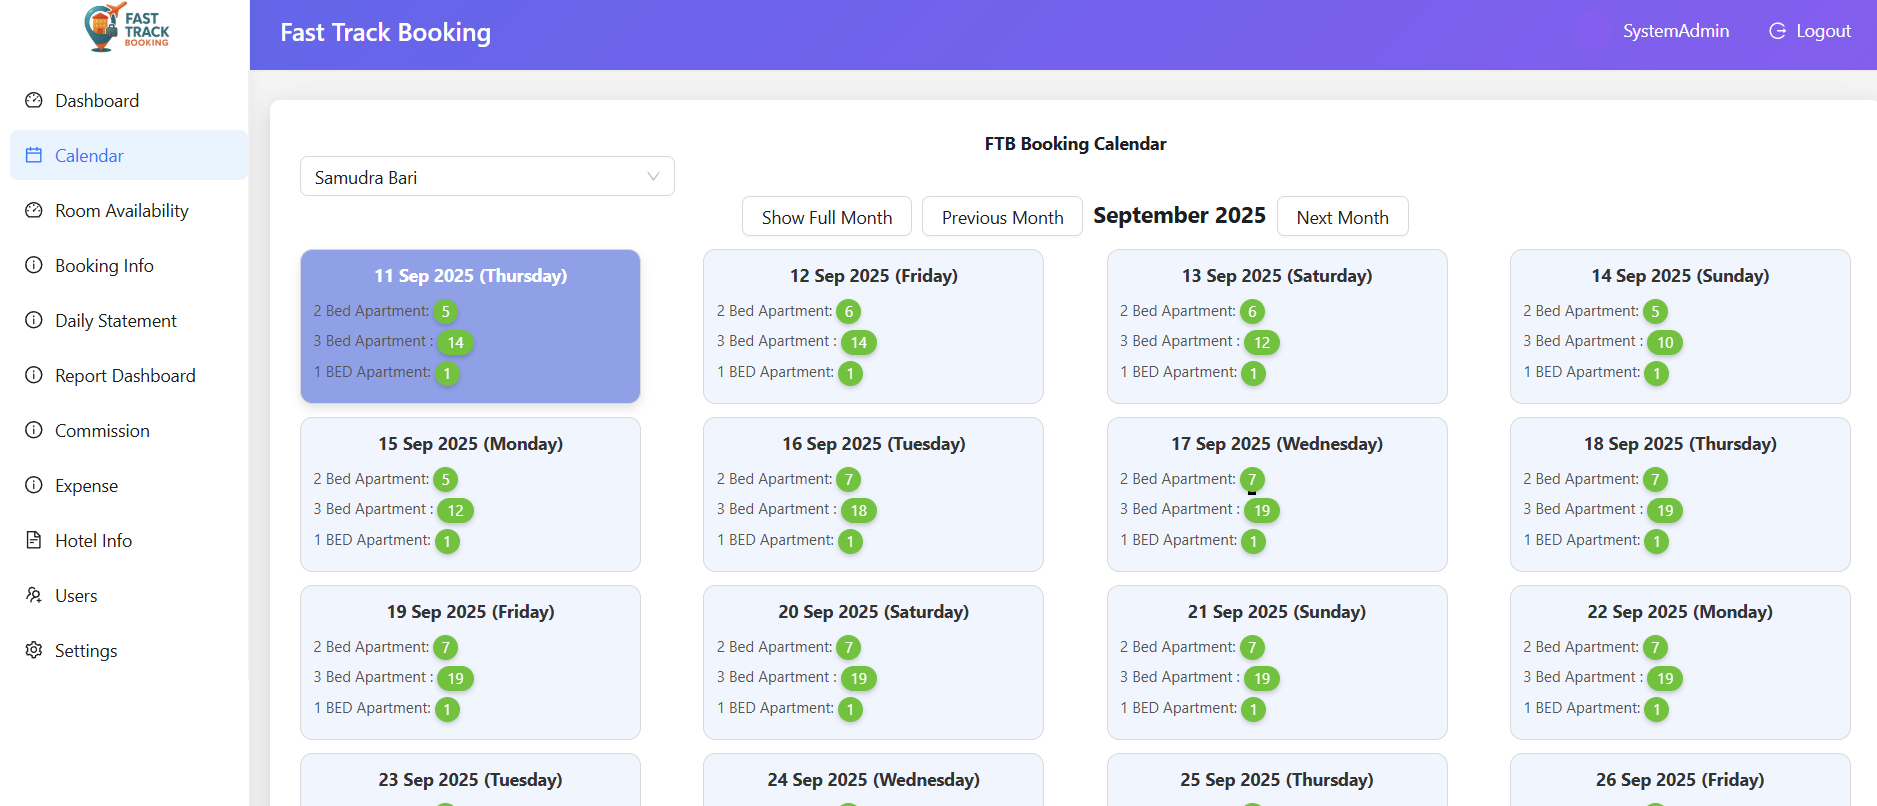 FAST
TRACK
BOOKING
Fast Track Booking
SystemAdmin
Logout
Dashboard
Calendar
Room Availability
Booking Info
Daily Statement
Report Dashboard
Commission
Expense
Hotel Info
Users
Settings
FTB Booking Calendar
Samudra Bari
Show Full Month
Previous Month
September 2025
Next Month
11 Sep 2025 (Thursday)
2 Bed Apartment: 5
3 Bed Apartment : 14
1 BED Apartment: 1
12 Sep 2025 (Friday)
2 Bed Apartment: 6
3 Bed Apartment : 14
1 BED Apartment: 1
13 Sep 2025 (Saturday)
2 Bed Apartment: 6
3 Bed Apartment : 12
1 BED Apartment: 1
14 Sep 2025 (Sunday)
2 Bed Apartment: 5
3 Bed Apartment : 10
1 BED Apartment: 1
15 Sep 2025 (Monday)
2 Bed Apartment: 5
3 Bed Apartment : 12
1 BED Apartment: 1
16 Sep 2025 (Tuesday)
2 Bed Apartment: 7
3 Bed Apartment : 18
1 BED Apartment: 1
17 Sep 2025 (Wednesday)
2 Bed Apartment: 7
3 Bed Apartment : 19
1 BED Apartment: 1
18 Sep 2025 (Thursday)
2 Bed Apartment: 7
3 Bed Apartment : 19
1 BED Apartment: 1
19 Sep 2025 (Friday)
2 Bed Apartment: 7
3 Bed Apartment : 19
1 BED Apartment: 1
20 Sep 2025 (Saturday)
2 Bed Apartment: 7
3 Bed Apartment : 19
1 BED Apartment: 1
21 Sep 2025 (Sunday)
2 Bed Apartment: 7
3 Bed Apartment : 19
1 BED Apartment: 1
22 Sep 2025 (Monday)
2 Bed Apartment: 7
3 Bed Apartment : 19
1 BED Apartment: 1
23 Sep 2025 (Tuesday)
24 Sep 2025 (Wednesday)
25 Sep 2025 (Thursday)
26 Sep 2025 (Friday)